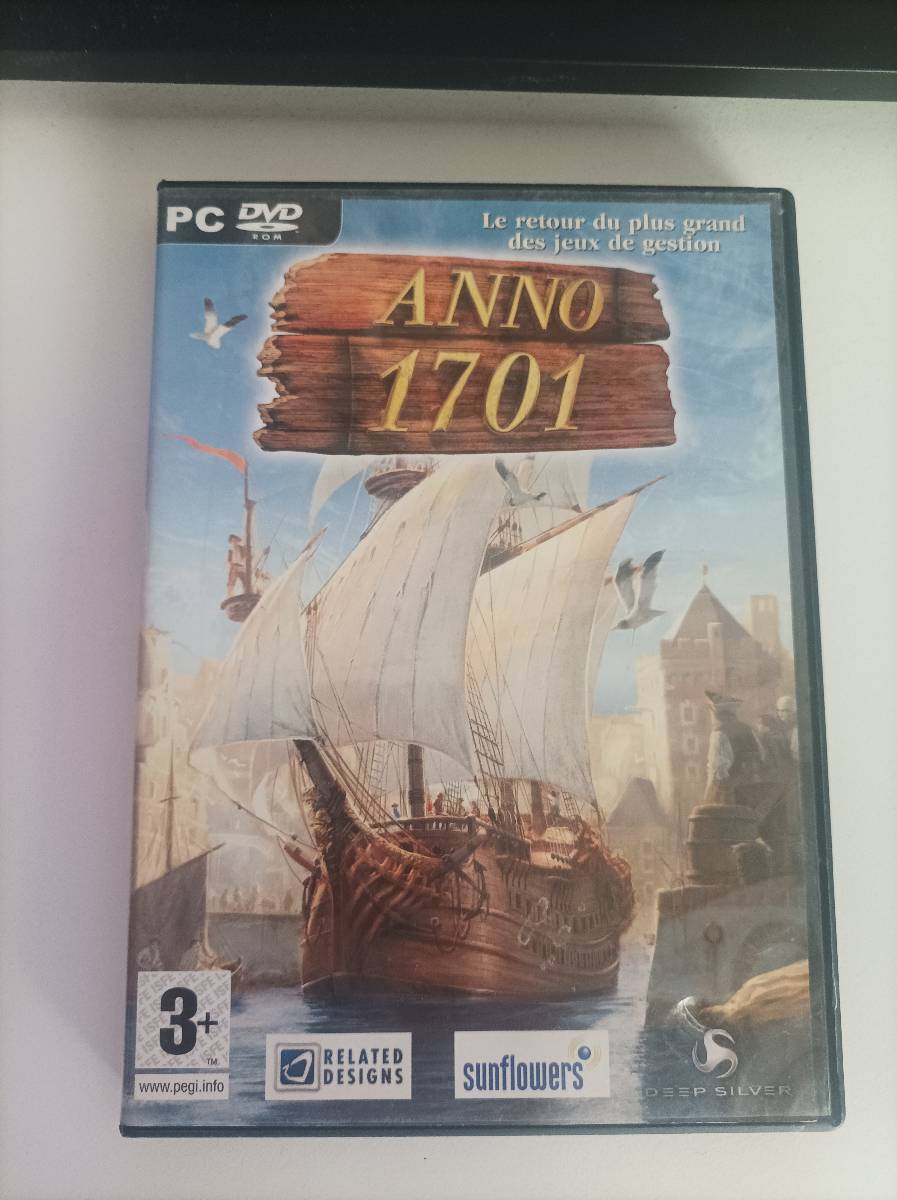 PC DVD
ROM
Le retour du plus grand
des jeux de gestion
ANNO
1701
3+
TM
www.pegi.info
RELATED
DESIGNS
sunflowers
DEEP SILVER